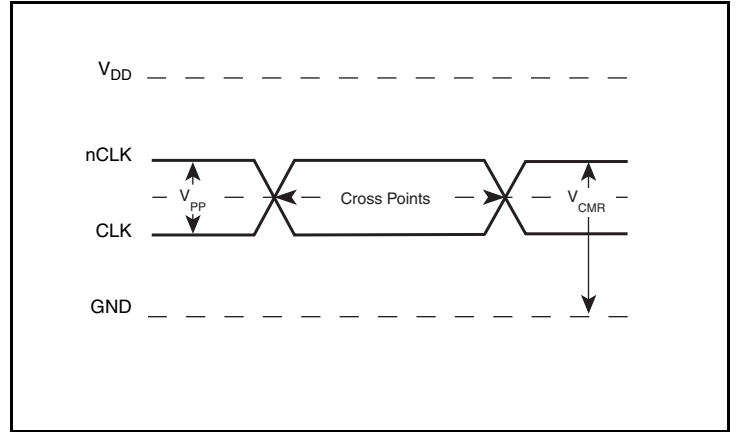 VDD
nCLK
VPP
Cross Points
VCMR
CLK
GND